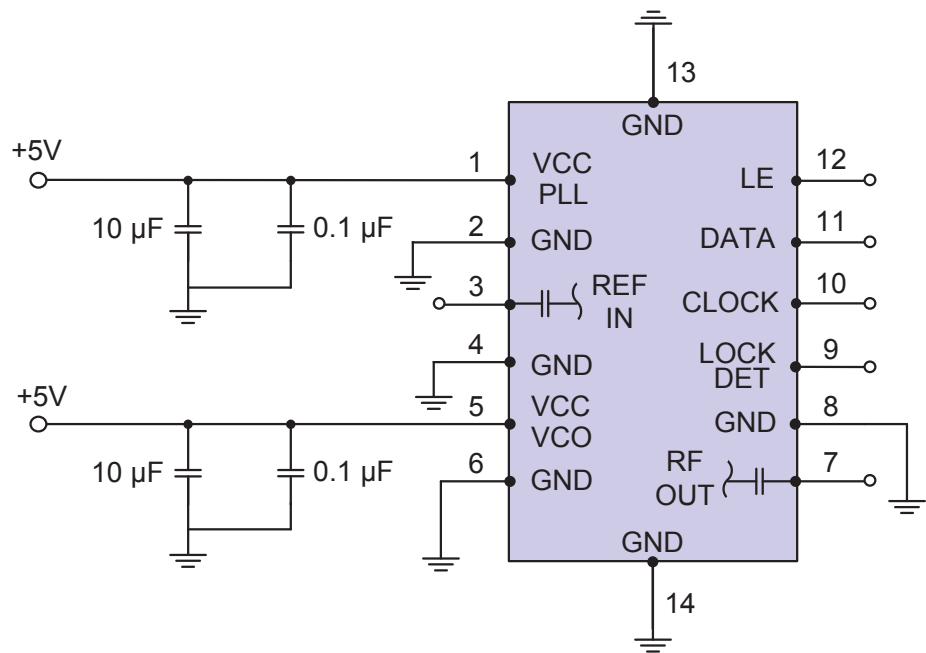 13
GND
+5V
1
VCC
PLL
10 µF
0.1 µF
2
GND
3
REF
IN
4
GND
+5V
5
VCC
VCO
10 µF
0.1 µF
6
GND
12
LE
11
DATA
10
CLOCK
9
LOCK
DET
8
GND
7
RF
OUT
GND
14